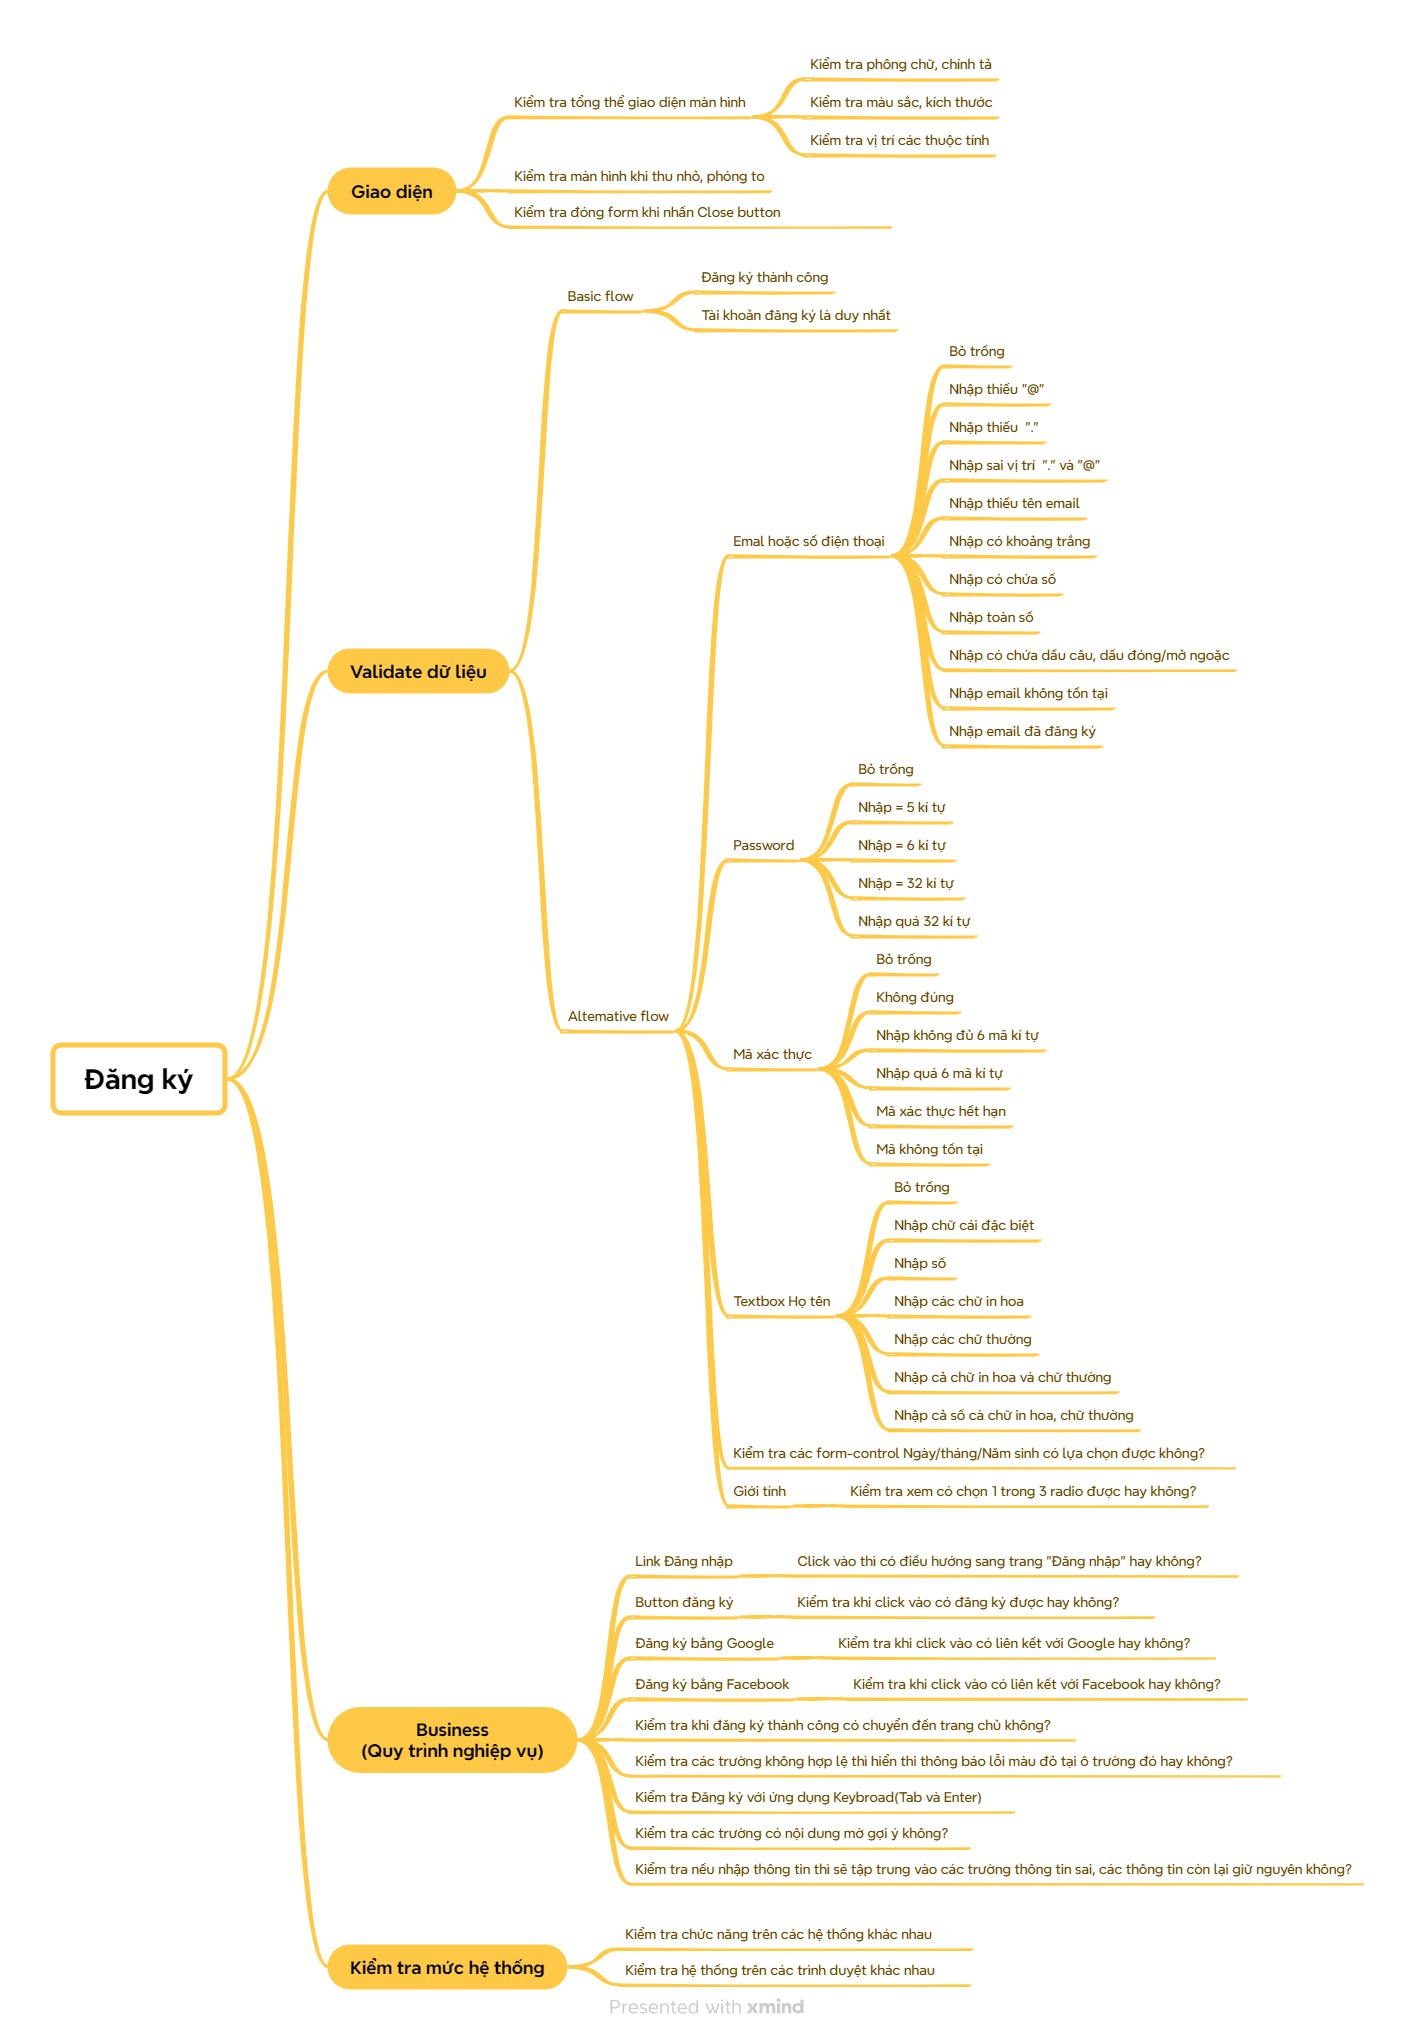 Đăng ký
Giao diện
Kiểm tra tổng thể giao diện màn hình
Kiểm tra phông chữ, chính tả
Kiểm tra màu sắc, kích thước
Kiểm tra vị trí các thuộc tính
Kiểm tra màn hình khi thu nhỏ, phóng to
Kiểm tra đóng form khi nhấn Close button
Validate dữ liệu
Basic flow
Đăng ký thành công
Tài khoản đăng ký là duy nhất
Altemative flow
Emal hoặc số điện thoại
Bỏ trống
Nhập thiếu "@"
Nhập thiếu "."
Nhập sai vị trí "." và "@"
Nhập thiếu tên email
Nhập có khoảng trắng
Nhập có chứa số
Nhập toàn số
Nhập có chứa dấu câu, dấu đóng/mở ngoặc
Nhập email không tồn tại
Nhập email đã đăng ký
Password
Bỏ trống
Nhập = 5 kí tự
Nhập = 6 kí tự
Nhập = 32 kí tự
Nhập quá 32 kí tự
Mã xác thực
Bỏ trống
Không đúng
Nhập không đủ 6 mã kí tự
Nhập quá 6 mã kí tự
Mã xác thực hết hạn
Mã không tồn tại
Textbox Họ tên
Bỏ trống
Nhập chữ cái đặc biệt
Nhập số
Nhập các chữ in hoa
Nhập các chữ thường
Nhập cả chữ in hoa và chữ thường
Nhập cả số cả chữ in hoa, chữ thường
Kiểm tra các form-control Ngày/tháng/Năm sinh có lựa chọn được không?
Giới tính
Kiểm tra xem có chọn 1 trong 3 radio được hay không?
Business
(Quy trình nghiệp vụ)
Link Đăng nhập
Click vào thì có điều hướng sang trang "Đăng nhập" hay không?
Button đăng ký
Kiểm tra khi click vào có đăng ký được hay không?
Đăng ký bằng Google
Kiểm tra khi click vào có liên kết với Google hay không?
Đăng ký bằng Facebook
Kiểm tra khi click vào có liên kết với Facebook hay không?
Kiểm tra khi đăng ký thành công có chuyển đến trang chủ không?
Kiểm tra các trường không hợp lệ thì hiển thi thông báo lỗi màu đỏ tại ô trường đó hay không?
Kiểm tra Đăng ký với ứng dụng Keybroad(Tab và Enter)
Kiểm tra các trường có nội dung mờ gợi ý không?
Kiểm tra nếu nhập thông tin thì sẽ tập trung vào các trường thông tin sai, các thông tin còn lại giữ nguyên không?
Kiểm tra mức hệ thống
Kiểm tra chức năng trên các hệ thống khác nhau
Kiểm tra hệ thống trên các trình duyệt khác nhau
Presented with xmind